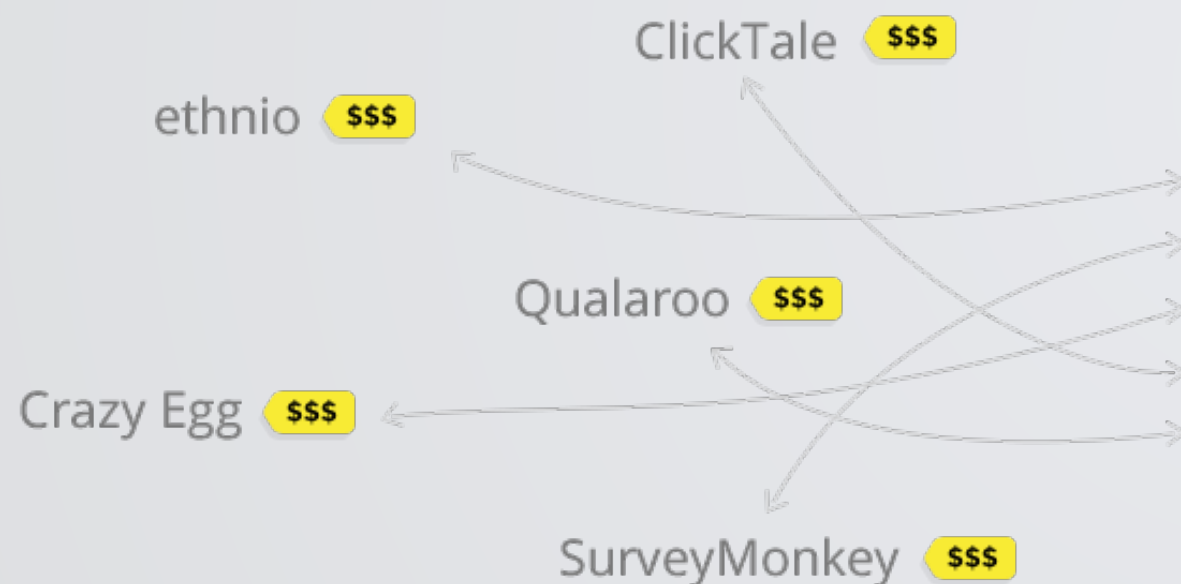 ClickTale $$$
ethnio $$$
Qualaroo $$$
Crazy Egg $$$
SurveyMonkey $$$